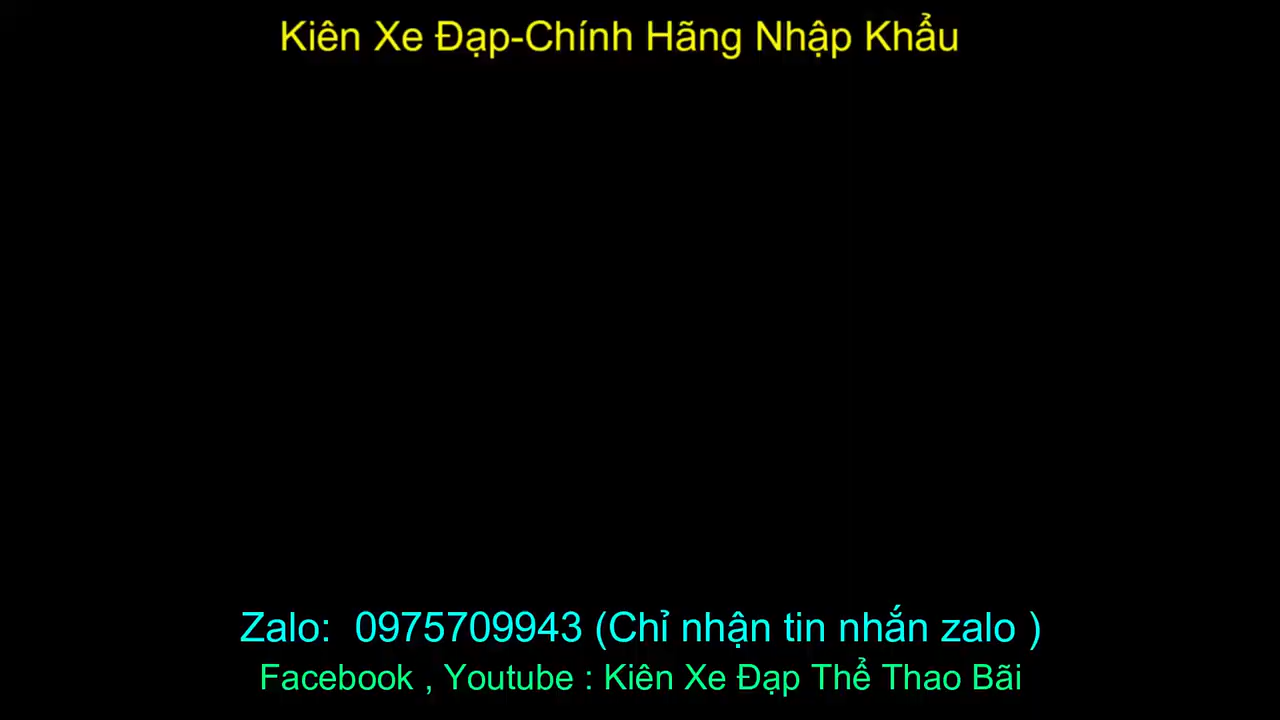 Kiên Xe Đạp-Chính Hãng Nhập Khẩu
Zalo:  0975709943 (Chỉ nhận tin nhắn zalo )
Facebook , Youtube : Kiên Xe Đạp Thể Thao Bãi